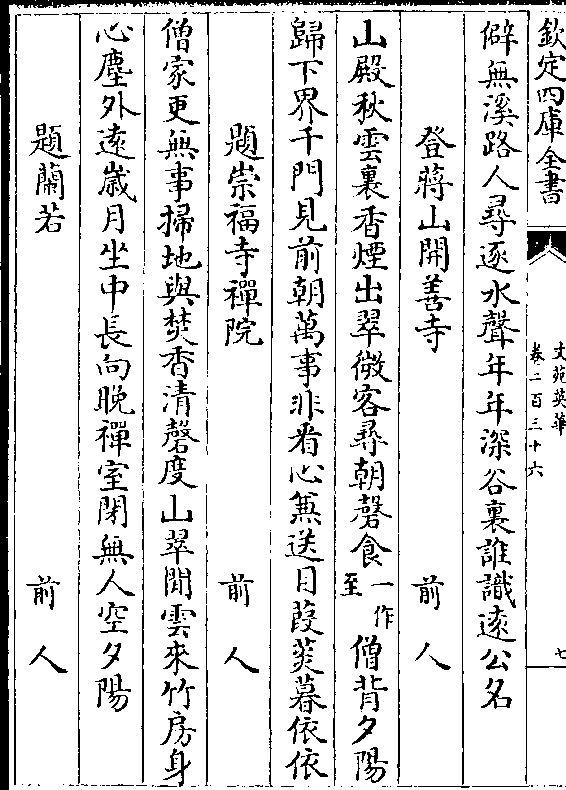 欽定四庫全書
文苑英華
卷二百三十六
七
僻無溪路人尋逐水聲年年深谷裏誰識遠公名
登蔣山開善寺 前人
山殿秋雲裏香煙出翠微客尋朝磬食一作至僧背夕陽
歸下界千門見前朝萬事非看心兼送目葭菼暮依依
題崇福寺禪院 前人
僧家更無事掃地與焚香清磬度山翠閒雲來竹房身
心塵外遠歲月坐中長向晚禪室閉無人空夕陽
題蘭若 前人